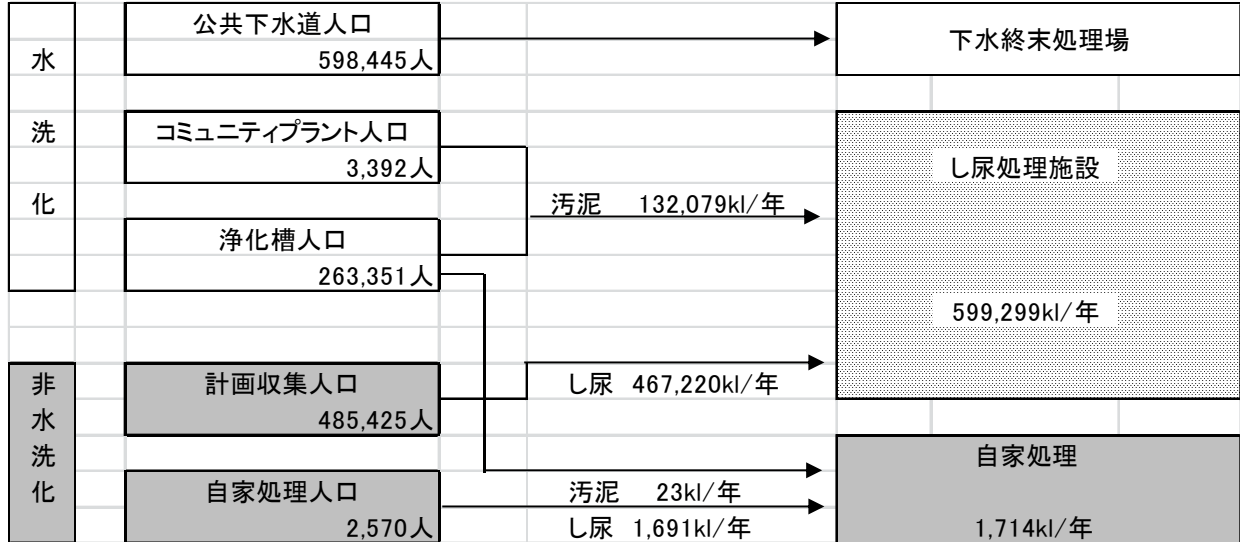 水洗化
公共下水道人口
598,445人
下水終末処理場
コミュニティプラント人口
3,392人
し尿処理施設
汚泥 132,079kl/年
浄化槽人口
263,351人
599,299kl/年
非水洗化
計画収集人口
485,425人
し尿 467,220kl/年
自家処理人口
2,570人
汚泥 23kl/年
し尿 1,691kl/年
自家処理
1,714kl/年